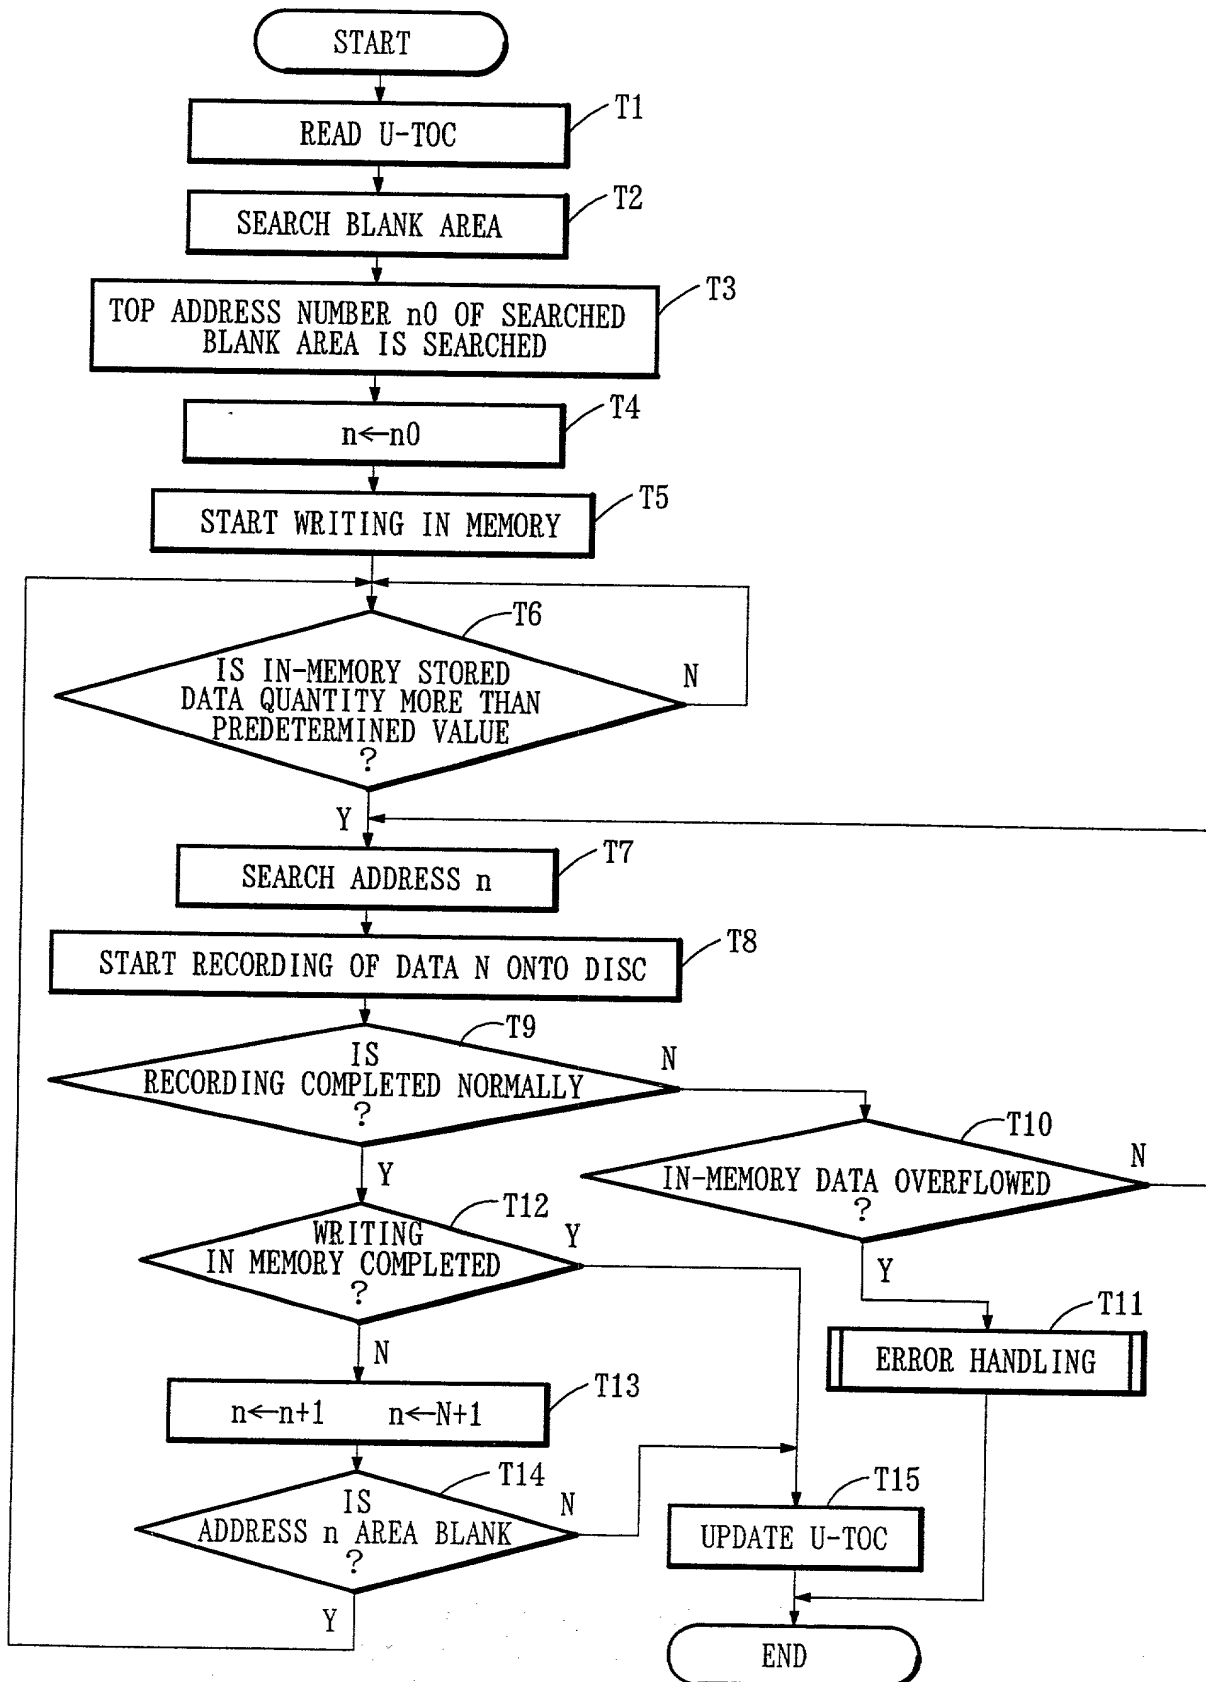 START
T1
READ U-TOC
T2
SEARCH BLANK AREA
T3
TOP ADDRESS NUMBER n0 OF SEARCHED
BLANK AREA IS SEARCHED
T4
n←n0
T5
START WRITING IN MEMORY
T6
IS IN-MEMORY STORED
DATA QUANTITY MORE THAN
PREDETERMINED VALUE
?
N
Y
T7
SEARCH ADDRESS n
T8
START RECORDING OF DATA N ONTO DISC
T9
IS
RECORDING COMPLETED NORMALLY
?
N
Y
T10
IN-MEMORY DATA OVERFLOWED
?
N
Y
T11
ERROR HANDLING
T12
WRITING
IN MEMORY COMPLETED
?
Y
N
T13
n←n+1 n←N+1
T14
IS
ADDRESS n AREA BLANK
?
N
Y
T15
UPDATE U-TOC
END